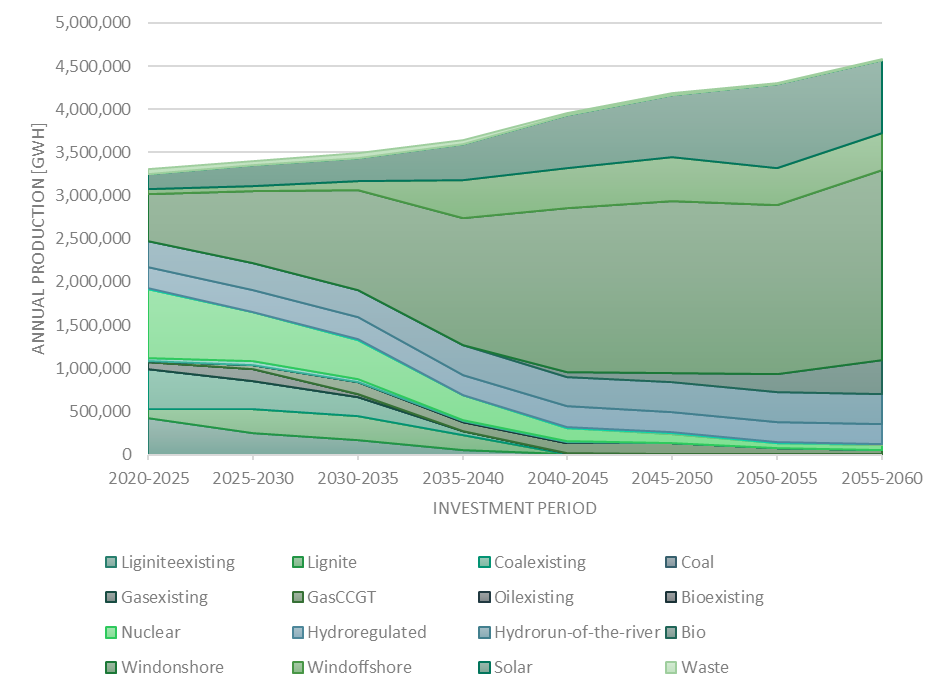 5,000,000
4,500,000
4,000,000
3,500,000
3,000,000
2,500,000
2,000,000
1,500,000
1,000,000
500,000
0
ANNUAL PRODUCTION [GWH]
2020-2025 2025-2030 2030-2035 2035-2040 2040-2045 2045-2050 2050-2055 2055-2060
INVESTMENT PERIOD
Liginiteexisting Lignite Coalexisting Coal
Gasexisting GasCCGT Oilexisting Bioexisting
Nuclear Hydroregulated Hydrorun-of-the-river Bio
Windonshore Windoffshore Solar Waste